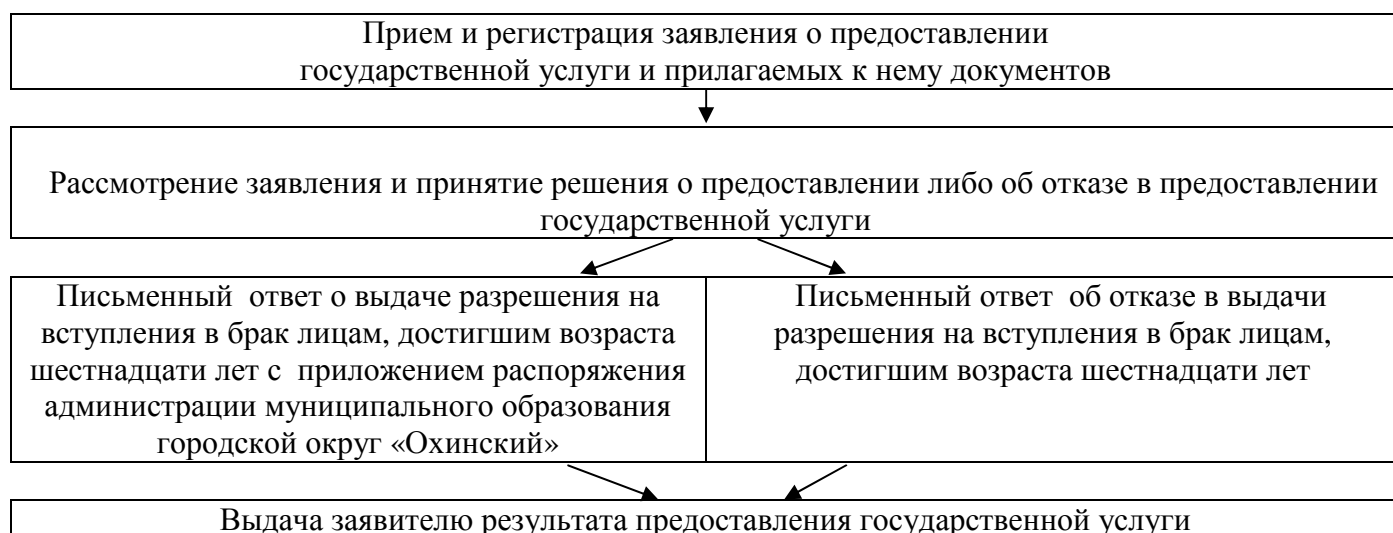 Прием и регистрация заявления о предоставлении
государственной услуги и прилагаемых к нему документов
Рассмотрение заявления и принятие решения о предоставлении либо об отказе в предоставлении
государственной услуги
Письменный ответ о выдаче разрешения на
вступления в брак лицам, достигшим возраста
шестнадцати лет с приложением распоряжения
администрации муниципального образования
городской округ «Охинский»
Письменный ответ об отказе в выдачи
разрешения на вступления в брак лицам,
достигшим возраста шестнадцати лет
Выдача заявителю результата предоставления государственной услуги